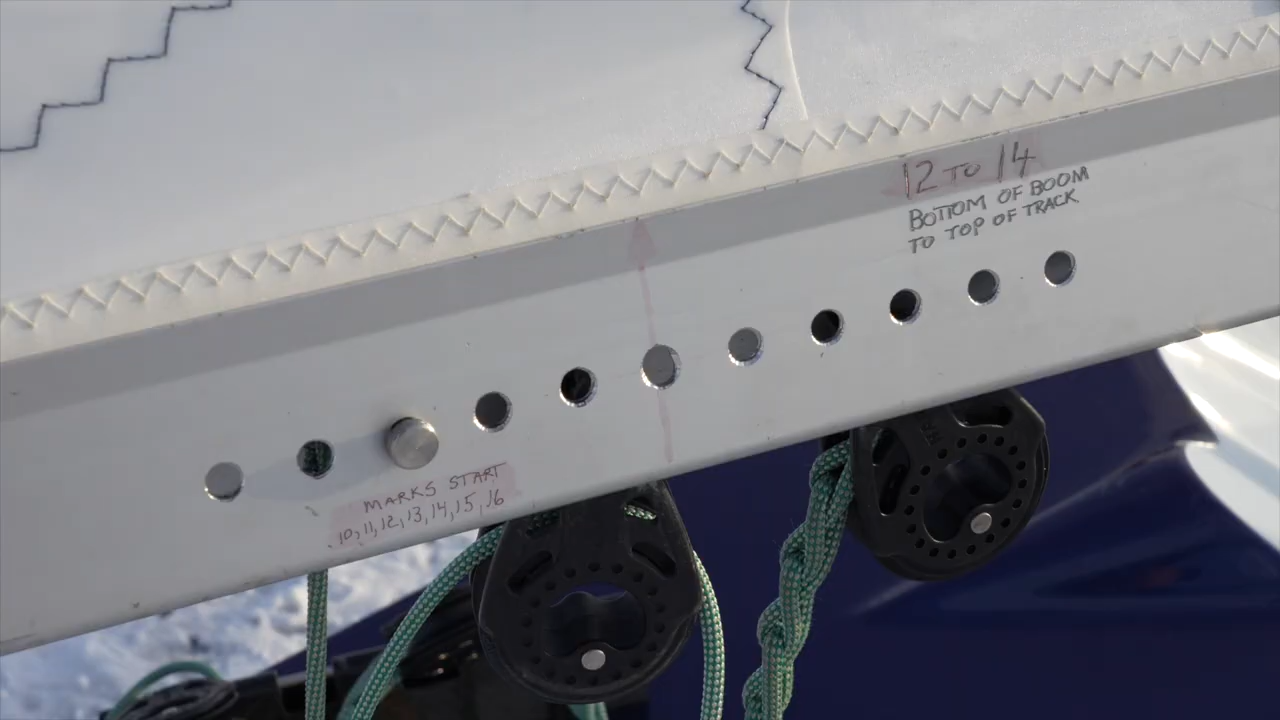 12 TO 14
BOTTOM OF BOOM
TO TOP OF TRACK
MARKS START
10,11,12,13,14,15,16